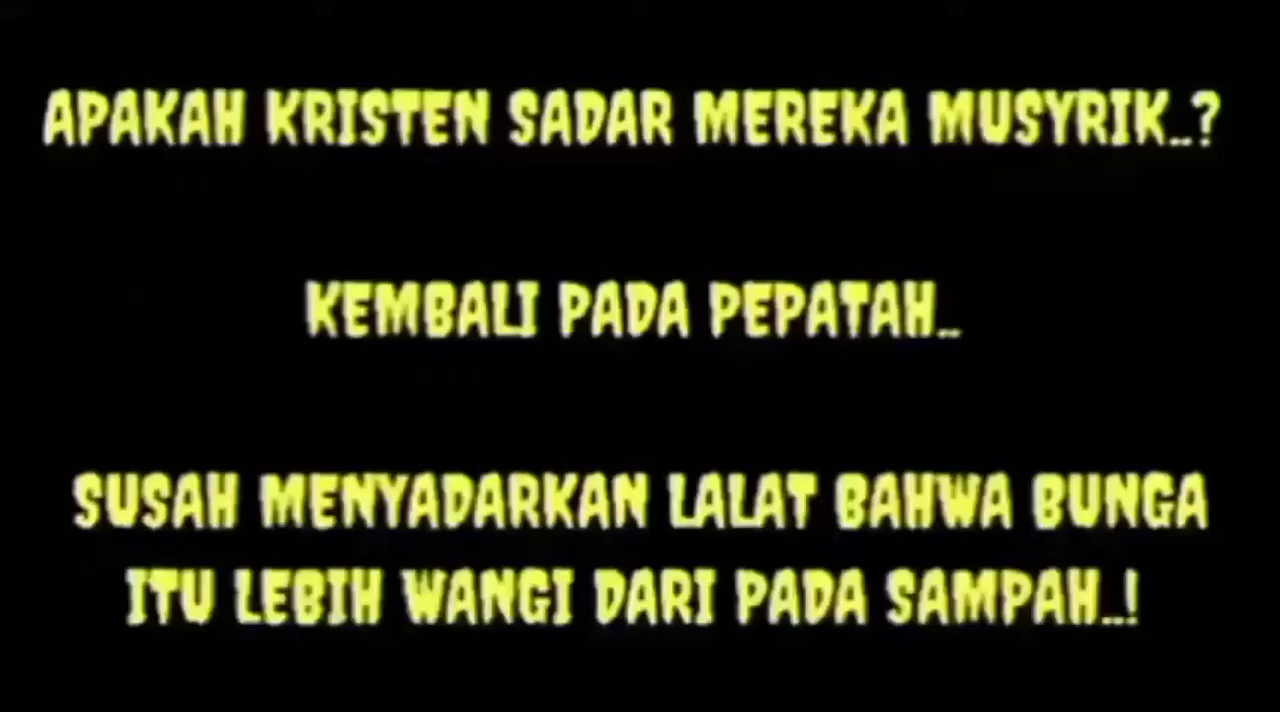 APAKAH KRISTEN SADAR MEREKA MUSYRIK..?
KEMBALI PADA PEPATAH..
SUSAH MENYADARKAN LALAT BAHWA BUNGA
ITU LEBIH WANGI DARI PADA SAMPAH..!